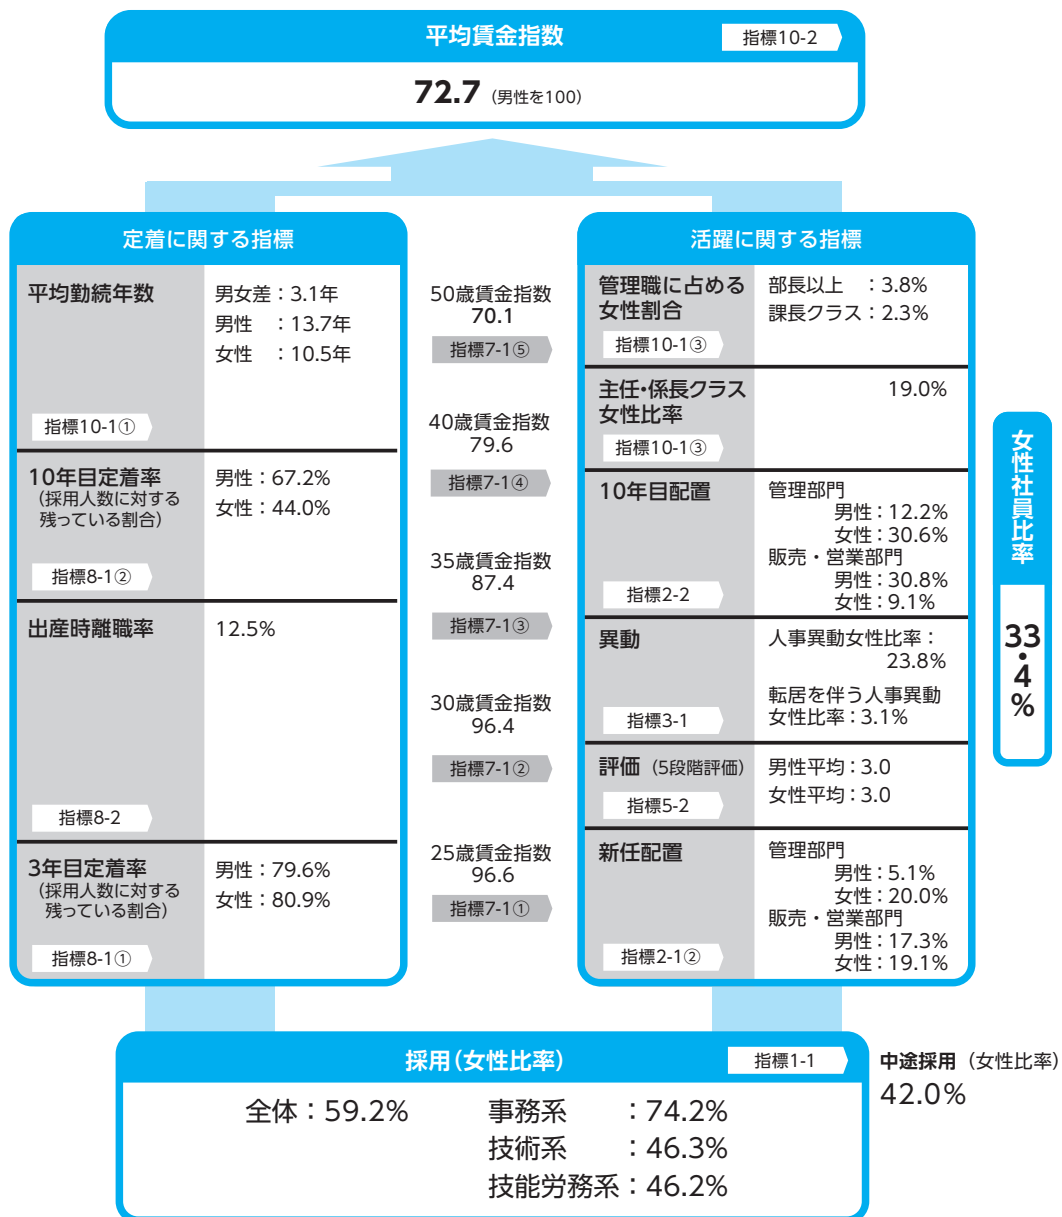 平均賃金指数
指標10-2
72.7 (男性を100)
定着に関する指標
平均勤続年数
男女差:3.1年
男性 :13.7年
女性 :10.5年
指標10-1①
10年目定着率
(採用人数に対する
残っている割合)
男性:67.2%
女性:44.0%
指標8-1②
出産時離職率
12.5%
指標8-2
3年目定着率
(採用人数に対する
残っている割合)
男性:79.6%
女性:80.9%
指標8-1①
50歳賃金指数
70.1
指標7-1⑤
40歳賃金指数
79.6
指標7-1④
35歳賃金指数
87.4
指標7-1③
30歳賃金指数
96.4
指標7-1②
25歳賃金指数
96.6
指標7-1①
活躍に関する指標
管理職に占める
女性割合
部長以上 :3.8%
課長クラス:2.3%
指標10-1③
主任・係長クラス
女性比率
19.0%
指標10-1③
10年目配置
管理部門
男性:12.2%
女性:30.6%
販売・営業部門
男性:30.8%
女性:9.1%
指標2-2
異動
人事異動女性比率:
23.8%
転居を伴う人事異動
女性比率:3.1%
指標3-1
評価(5段階評価)
男性平均:3.0
女性平均:3.0
指標5-2
新任配置
管理部門
男性:5.1%
女性:20.0%
販売・営業部門
男性:17.3%
女性:19.1%
指標2-1②
女性社員比率
33・4%
採用(女性比率)
指標1-1
全体:59.2%
事務系 :74.2%
技術系 :46.3%
技能労務系:46.2%
中途採用(女性比率)
42.0%